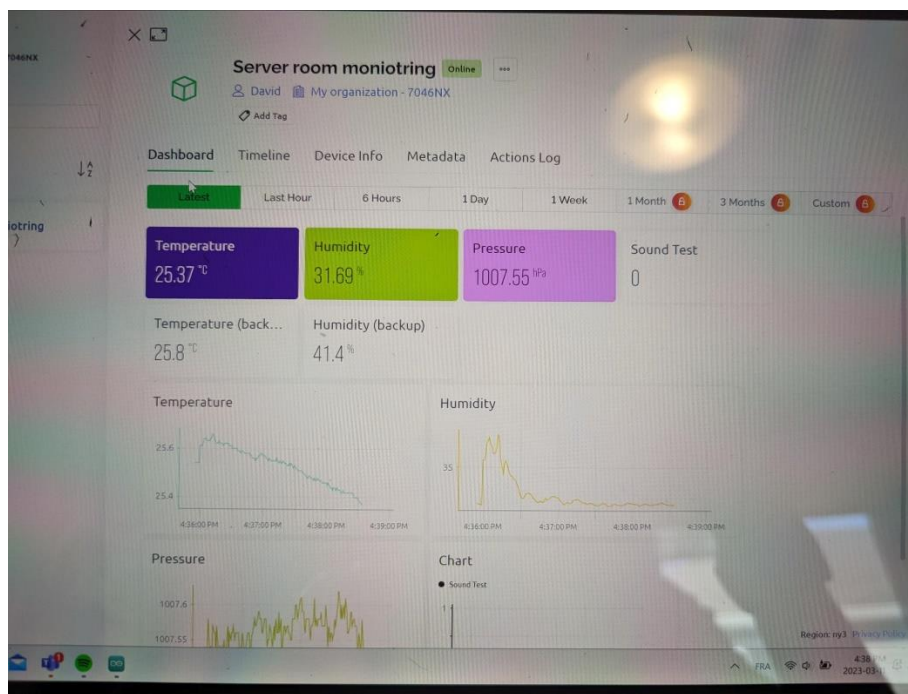 7046NX
Server room moniotring Online
David My organization - 7046NX
Add Tag
Dashboard Timeline Device Info Metadata Actions Log
Latest Last Hour 6 Hours 1 Day 1 Week 1 Month 3 Months Custom
iotring
Temperature Humidity Pressure Sound Test
25.37 °C 31.69 % 1007.55 hPa 0
Temperature (back... Humidity (backup)
25.8 °C 41.4 %
Temperature Humidity
25.6
35
25.4
4:36:00 PM 4:37:00 PM 4:38:00 PM 4:39:00 PM 4:36:00 PM 4:37:00 PM 4:38:00 PM 4:39:00 PM
Pressure Chart
Sound Test
1007.6 1
1007.55
Region: ny3 Privacy Policy
FRA 4:38
2023-03-